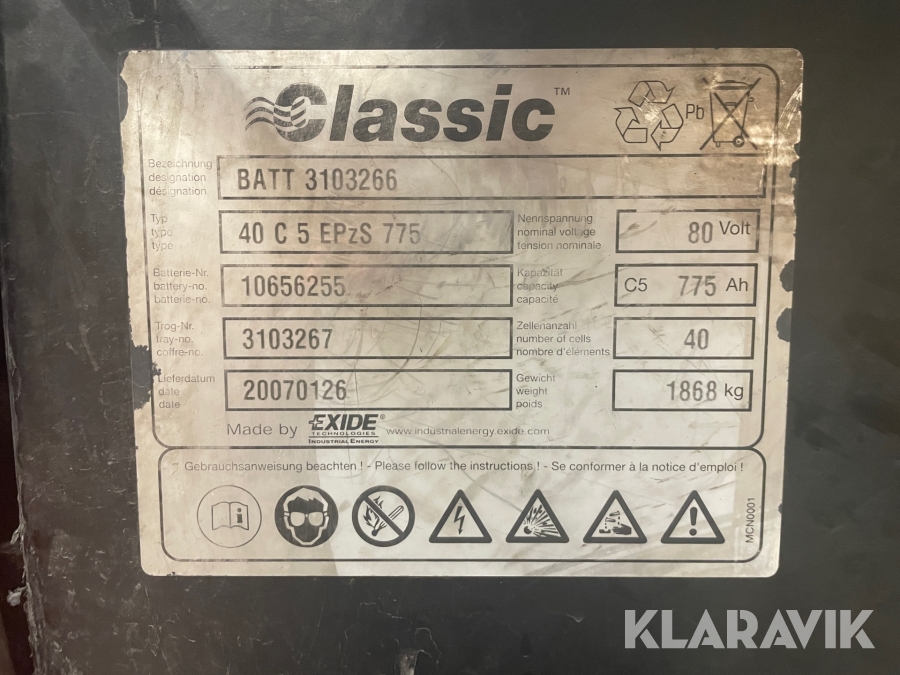 Classic™
Pb
Bezeichnung
designation
désignation
BATT 3103266
Typ
type
type
40 C 5 EPzS 775
Nennspannung
nominal voltage
tension nominale
80 Volt
Batterie-Nr.
battery-no.
batterie-no.
10656255
Kapazität
capacity
capacité
C5 775 Ah
Trog-Nr.
tray-no.
coffre-no.
3103267
Zellenanzahl
number of cells
nombre d'éléments
40
Lieferdatum
date
date
20070126
Gewicht
weight
poids
1868 kg
Made by EXIDE® www.industrialenergy.exide.com
TECHNOLOGIES
INDUSTRIAL ENERGY
Gebrauchsanweisung beachten ! - Please follow the instructions ! - Se conformer à la notice d'emploi !
MCN0001
KLARAVIK